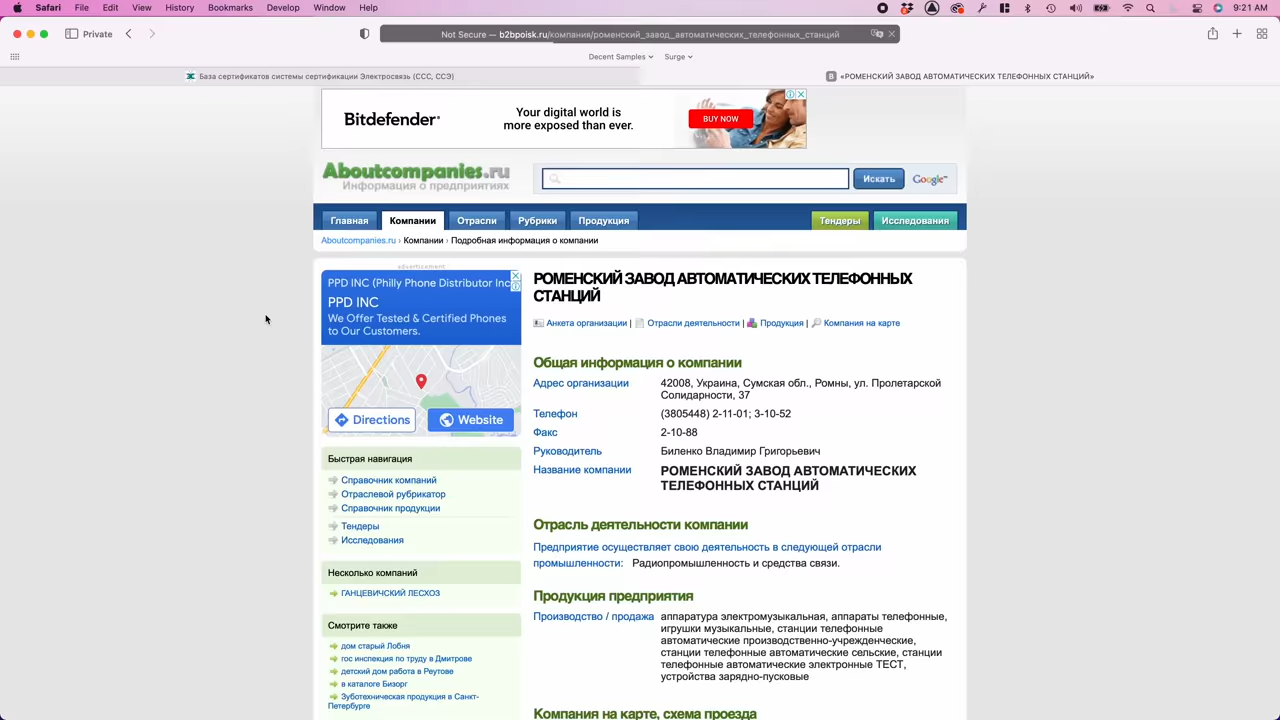 Safari File Edit View History Bookmarks Develop
9:21 AM
Private
Not Secure — b2bpoisk.ru/компания/роменский_завод_автоматических_телефонных_станций
Decent Samples Surge
База сертификатов системы сертификации Электросвязь (ССС, ССЭ)
B «РОМЕНСКИЙ ЗАВОД АВТОМАТИЧЕСКИХ ТЕЛЕФОННЫХ СТАНЦИЙ»
Bitdefender
Your digital world is
more exposed than ever.
BUY NOW
Aboutcompanies.ru
Информация о предприятиях
Искать
Google
Главная Компании Отрасли Рубрики Продукция Тендеры Исследования
Aboutcompanies.ru › Компании › Подробная информация о компании
advertisement
PPD INC (Philly Phone Distributor Inc
PPD INC
We Offer Tested & Certified Phones
to Our Customers.
Directions
Website
Быстрая навигация
Справочник компаний
Отраслевой рубрикатор
Справочник продукции
Тендеры
Исследования
Несколько компаний
ГАНЦЕВИЧСКИЙ ЛЕСХОЗ
Смотрите также
дом старый Лобня
гос инспекция по труду в Дмитрове
детский дом работа в Реутове
в каталоге Бизорг
Зуботехническая продукция в Санкт-
Петербурге
РОМЕНСКИЙ ЗАВОД АВТОМАТИЧЕСКИХ ТЕЛЕФОННЫХ
СТАНЦИЙ
Анкета организации | Отрасли деятельности | Продукция | Компания на карте
Общая информация о компании
Адрес организации 42008, Украина, Сумская обл., Ромны, ул. Пролетарской
Солидарности, 37
Телефон (3805448) 2-11-01; 3-10-52
Факс 2-10-88
Руководитель Биленко Владимир Григорьевич
Название компании РОМЕНСКИЙ ЗАВОД АВТОМАТИЧЕСКИХ
ТЕЛЕФОННЫХ СТАНЦИЙ
Отрасль деятельности компании
Предприятие осуществляет свою деятельность в следующей отрасли
промышленности: Радиопромышленность и средства связи.
Продукция предприятия
Производство / продажа аппаратура электромузыкальная, аппараты телефонные,
игрушки музыкальные, станции телефонные
автоматические производственно-учрежденческие,
станции телефонные автоматические сельские, станции
телефонные автоматические электронные ТЕСТ,
устройства зарядно-пусковые
Компания на карте, схема проезда